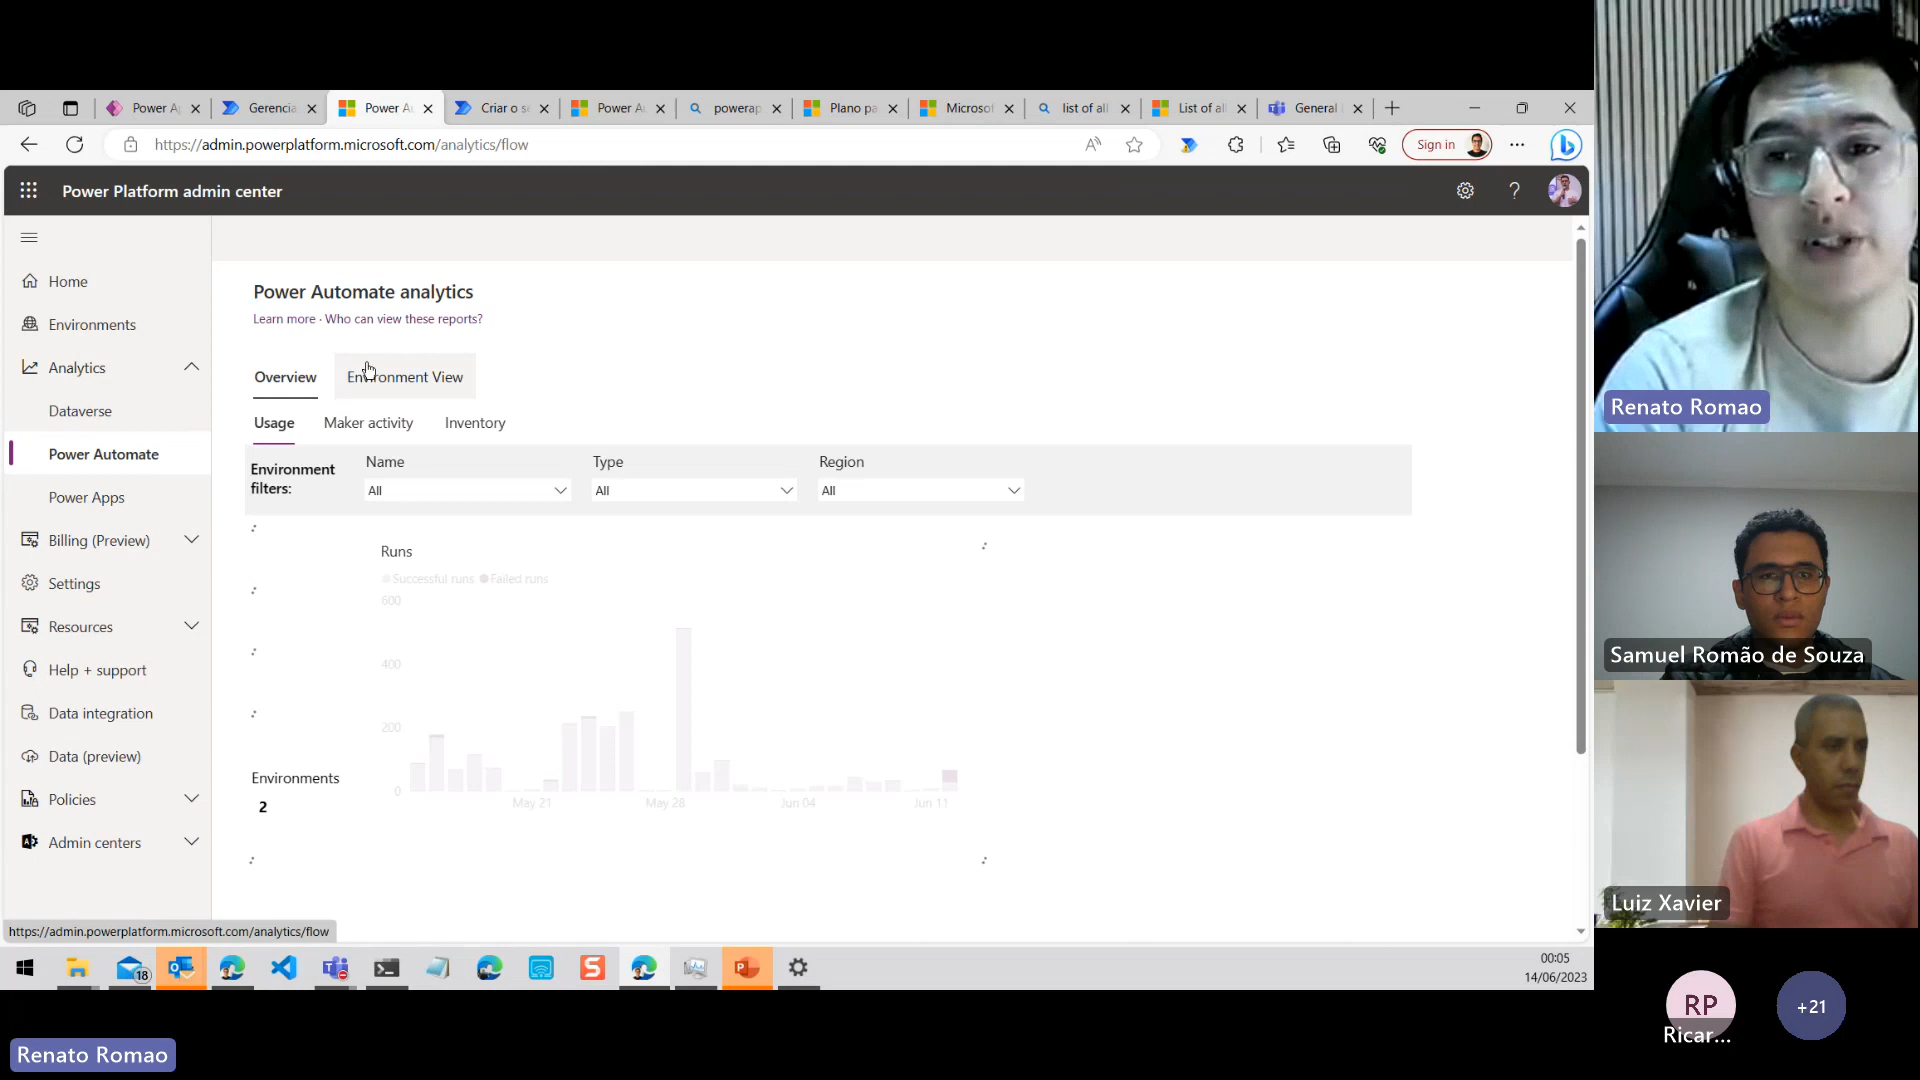 Power A
Gerencia
Power A
Criar o s
Power A
powerap
Plano pa
Microsof
list of all
List of all
General
https://admin.powerplatform.microsoft.com/analytics/flow
Sign in
Power Platform admin center
Home
Environments
Analytics
Dataverse
Power Automate
Power Apps
Billing (Preview)
Settings
Resources
Help + support
Data integration
Data (preview)
Policies
Admin centers
Power Automate analytics
Learn more · Who can view these reports?
Overview
Environment View
Usage
Maker activity
Inventory
Environment
filters:
Name
All
Type
All
Region
All
Runs
Successful runs Failed runs
600
400
200
0
May 21
May 28
Jun 04
Jun 11
Environments
2
https://admin.powerplatform.microsoft.com/analytics/flow
18
00:05
14/06/2023
Renato Romao
Samuel Romão de Souza
Luiz Xavier
RP
Ricar...
+21
Renato Romao